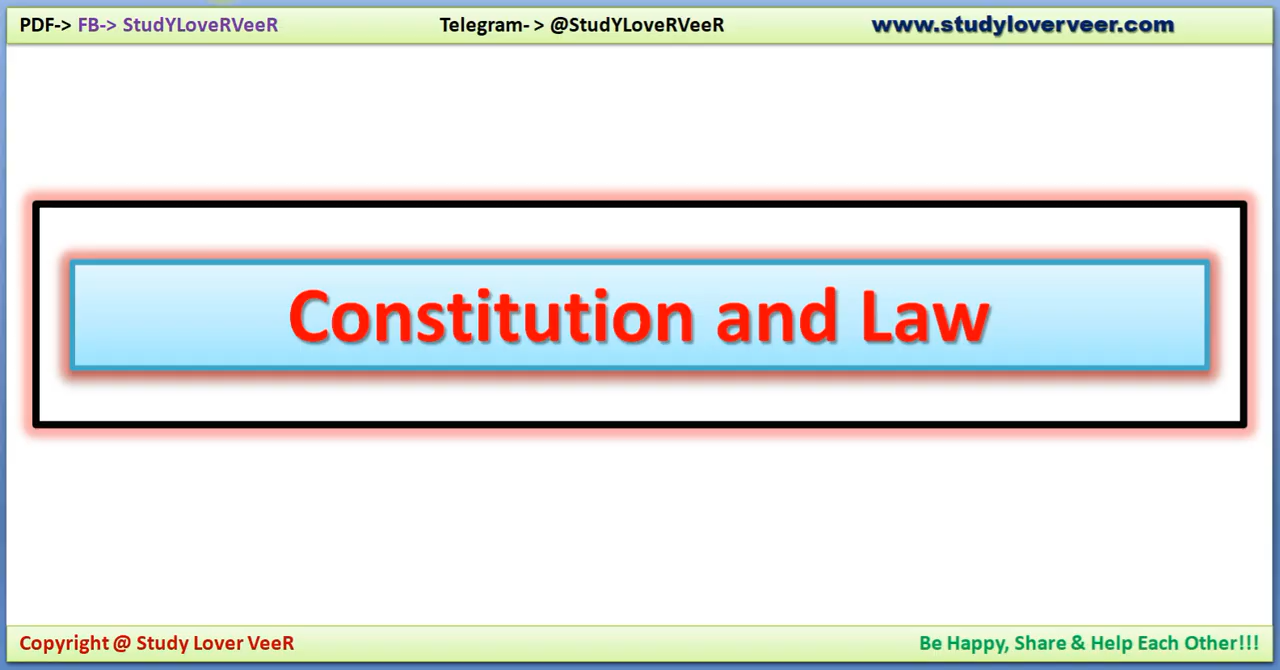 PDF-> FB-> StudYLoveRVeeR Telegram- > @StudYLoveRVeeR www.studyloverveer.com
Constitution and Law
Copyright @ Study Lover VeeR Be Happy, Share & Help Each Other!!!